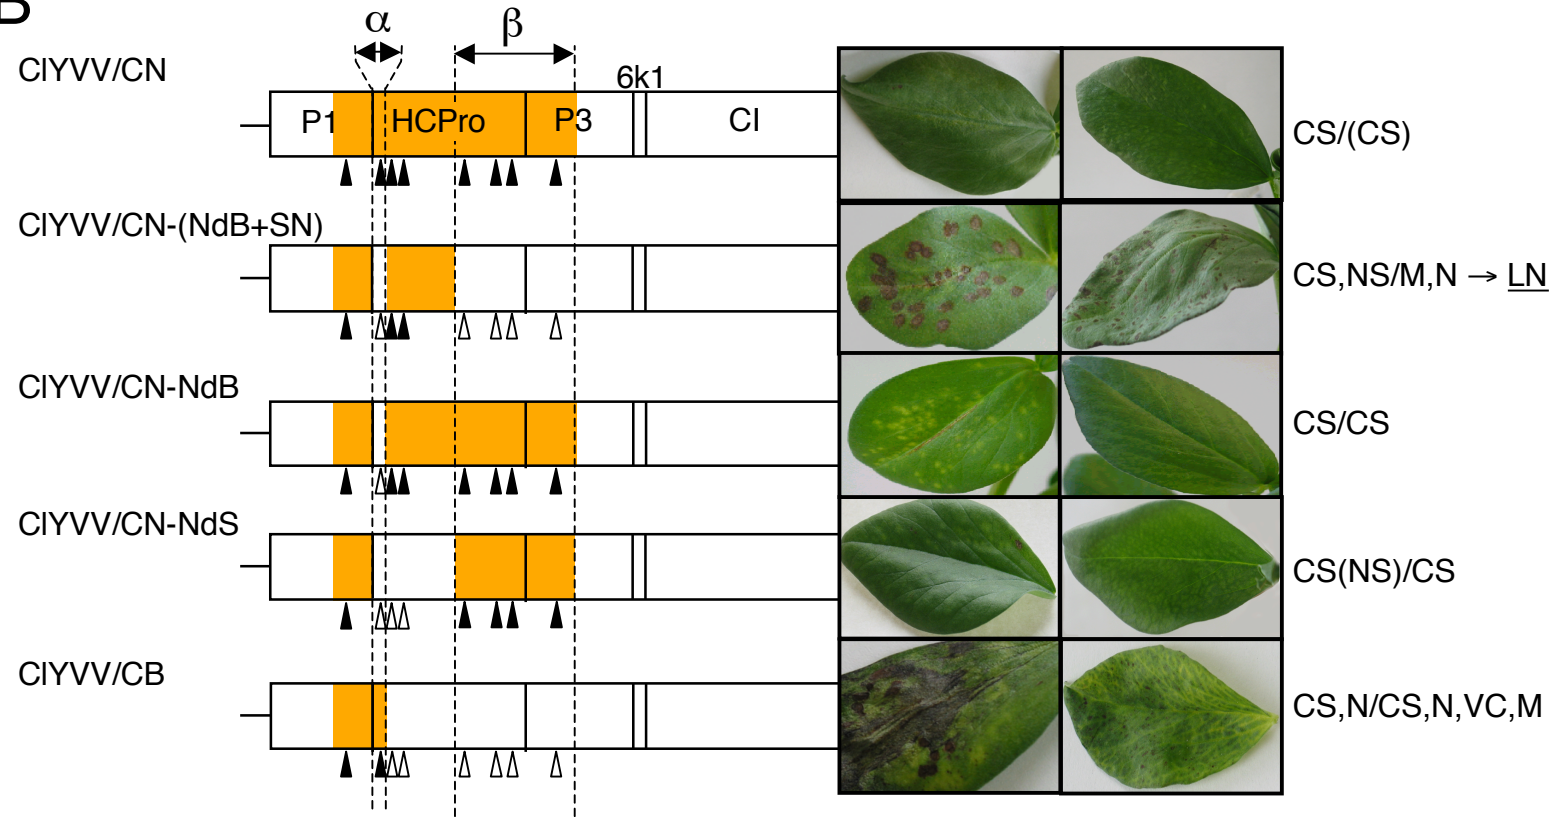 B
α
β
ClYVV/CN
6k1
P1
HCPro
P3
CI
CS/(CS)
ClYVV/CN-(NdB+SN)
CS,NS/M,N → LN
ClYVV/CN-NdB
CS/CS
ClYVV/CN-NdS
CS(NS)/CS
ClYVV/CB
CS,N/CS,N,VC,M